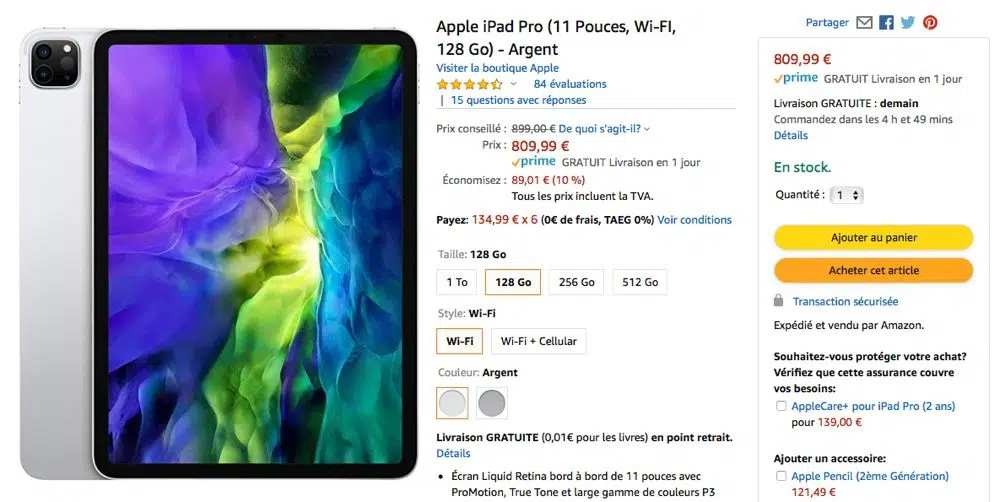 Apple iPad Pro (11 Pouces, Wi-FI,
128 Go) - Argent
Visiter la boutique Apple
84 évaluations
| 15 questions avec réponses
Prix conseillé : 899,00 € De quoi s'agit-il?
Prix : 809,99 €
prime GRATUIT Livraison en 1 jour
Économisez : 89,01 € (10 %)
Tous les prix incluent la TVA.
Payez: 134,99 € x 6 (0€ de frais, TAEG 0%) Voir conditions
Taille: 128 Go
1 To 128 Go 256 Go 512 Go
Style: Wi-Fi
Wi-Fi Wi-Fi + Cellular
Couleur: Argent
Livraison GRATUITE (0,01€ pour les livres) en point retrait.
Détails
• Écran Liquid Retina bord à bord de 11 pouces avec
ProMotion, True Tone et large gamme de couleurs P3
Partager
809,99 €
prime GRATUIT Livraison en 1 jour
Livraison GRATUITE : demain
Commandez dans les 4 h et 49 mins
Détails
En stock.
Quantité : 1
Ajouter au panier
Acheter cet article
Transaction sécurisée
Expédié et vendu par Amazon.
Souhaitez-vous protéger votre achat?
Vérifiez que cette assurance couvre
vos besoins:
AppleCare+ pour iPad Pro (2 ans)
pour 139,00 €
Ajouter un accessoire:
Apple Pencil (2ème Génération)
121,49 €